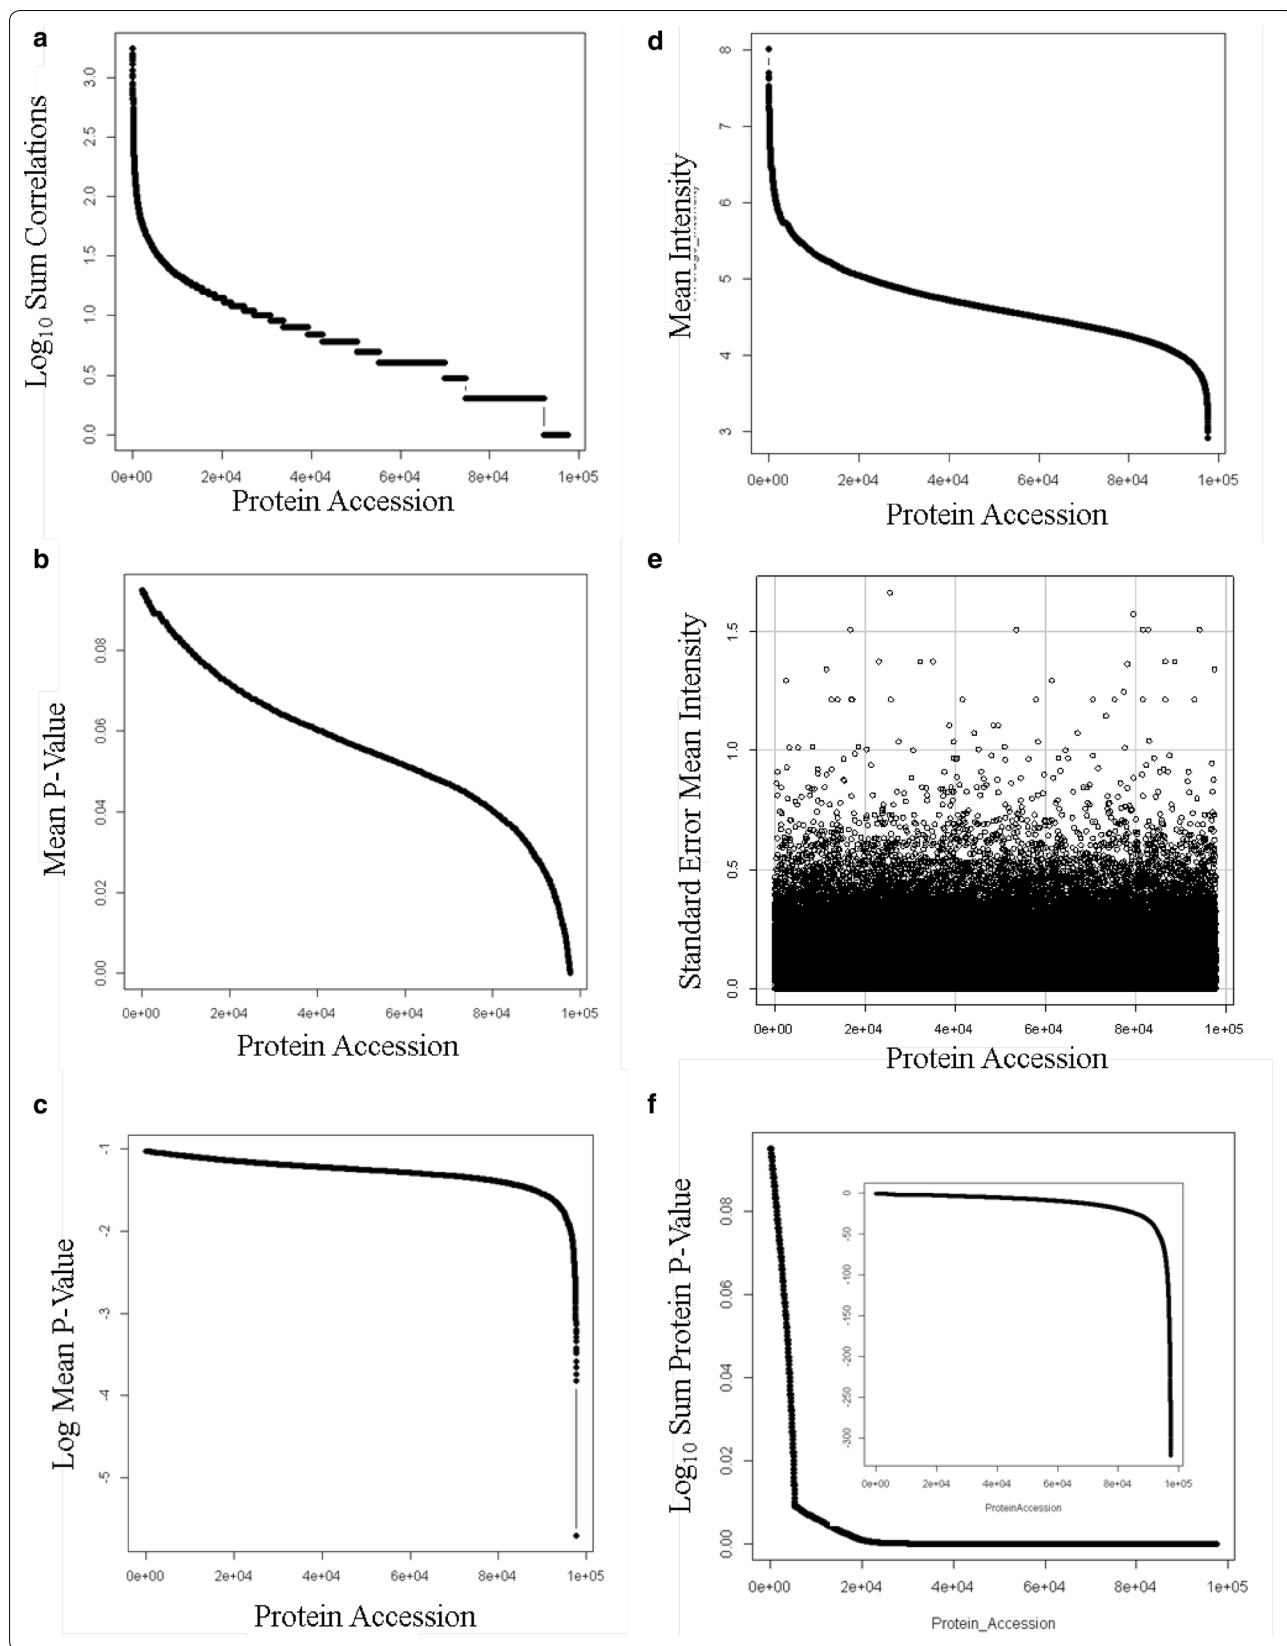 a
Log10 Sum Correlations
3.0
2.5
2.0
1.5
1.0
0.5
0.0
0e+00 2e+04 4e+04 6e+04 8e+04 1e+05
Protein Accession
b
Mean P-Value
0.08
0.06
0.04
0.02
0.00
0e+00 2e+04 4e+04 6e+04 8e+04 1e+05
Protein Accession
c
Log Mean P-Value
-1
-2
-3
-4
-5
0e+00 2e+04 4e+04 6e+04 8e+04 1e+05
Protein Accession
d
Mean Intensity
8
7
6
5
4
3
0e+00 2e+04 4e+04 6e+04 8e+04 1e+05
Protein Accession
e
Standard Error Mean Intensity
1.5
1.0
0.5
0.0
0e+00 2e+04 4e+04 6e+04 8e+04 1e+05
Protein Accession
f
Log10 Sum Protein P-Value
0.08
0.06
0.04
0.02
0.00
0
-50
-100
-150
-200
-250
-300
0e+00 2e+04 4e+04 6e+04 8e+04 1e+05
ProteinAccession
0e+00 2e+04 4e+04 6e+04 8e+04 1e+05
Protein_Accession